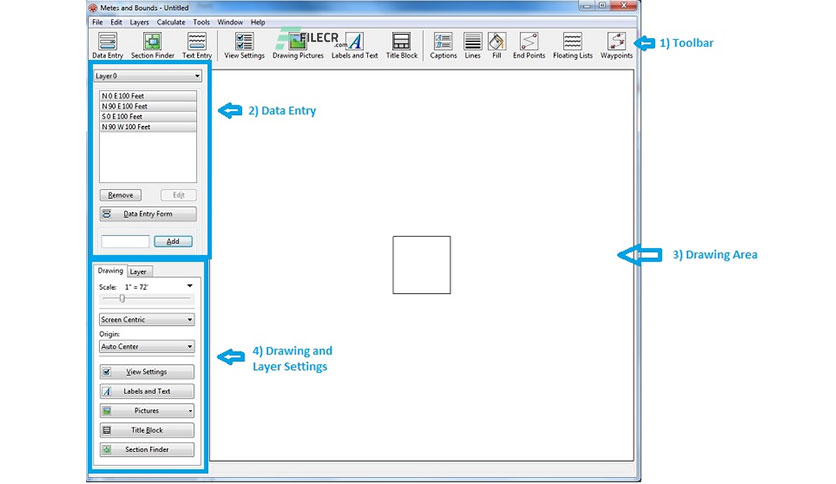 Metes and Bounds - Untitled
File Edit Layers Calculate Tools Window Help
FILECR
.com
Data Entry Section Finder Text Entry View Settings Drawing Pictures Labels and Text Title Block Captions Lines Fill End Points Floating Lists Waypoints
1) Toolbar
Layer 0
N 0 E 100 Feet
N 90 E 100 Feet
S 0 E 100 Feet
N 90 W 100 Feet
2) Data Entry
Remove Edit
Data Entry Form
Add
3) Drawing Area
Drawing Layer
Scale: 1" = 72'
Screen Centric
Origin:
Auto Center
4) Drawing and
Layer Settings
View Settings
Labels and Text
Pictures
Title Block
Section Finder